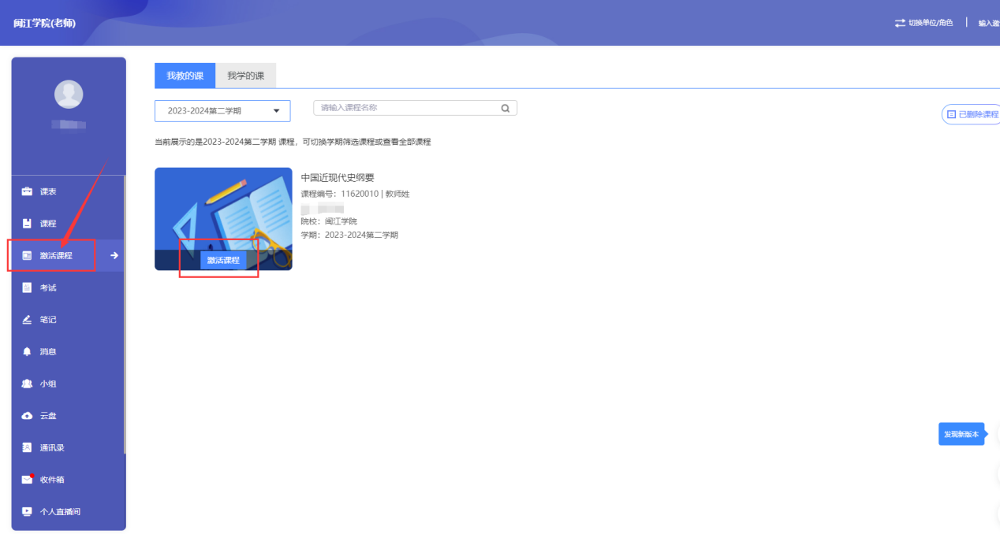 闽江学院(老师)
切换单位/角色
输入邀
我教的课
我学的课
2023-2024第二学期
请输入课程名称
已删除课程
当前展示的是2023-2024第二学期 课程，可切换学期筛选课程或查看全部课程
中国近现代史纲要
课程编号：11620010 | 教师姓
院校：闽江学院
学期：2023-2024第二学期
激活课程
课表
课程
激活课程
考试
笔记
消息
小组
云盘
通讯录
收件箱
个人直播间
发现新版本